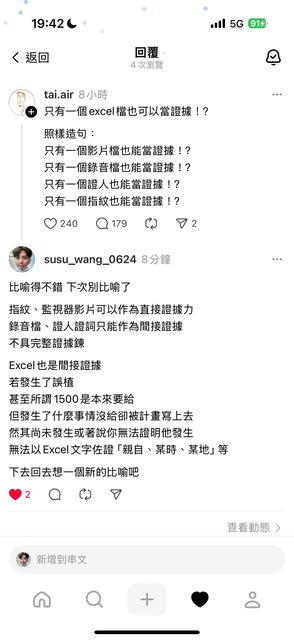 19:42
5G
91
返回
回覆
4 次瀏覽
tai.air 8小時
只有一個 excel 檔也可以當證據！?
照樣造句：
只有一個影片檔也能當證據！?
只有一個錄音檔也能當證據！?
只有一個證人也能當證據！?
只有一個指紋也能當證據！?
240 179 2
susu_wang_0624 8分鐘
比喻得不錯 下次別比喻了
指紋、監視器影片可以作為直接證據力
錄音檔、證人證詞只能作為間接證據
不具完整證據鍊
Excel 也是間接證據
若發生了誤植
甚至所謂 1500 是本來要給
但發生了什麼事情沒給卻被計畫寫上去
然其尚未發生或著說你無法證明他發生
無法以 Excel 文字佐證「親自、某時、某地」等
下去回去想一個新的比喻吧
2
查看動態
新增到串文